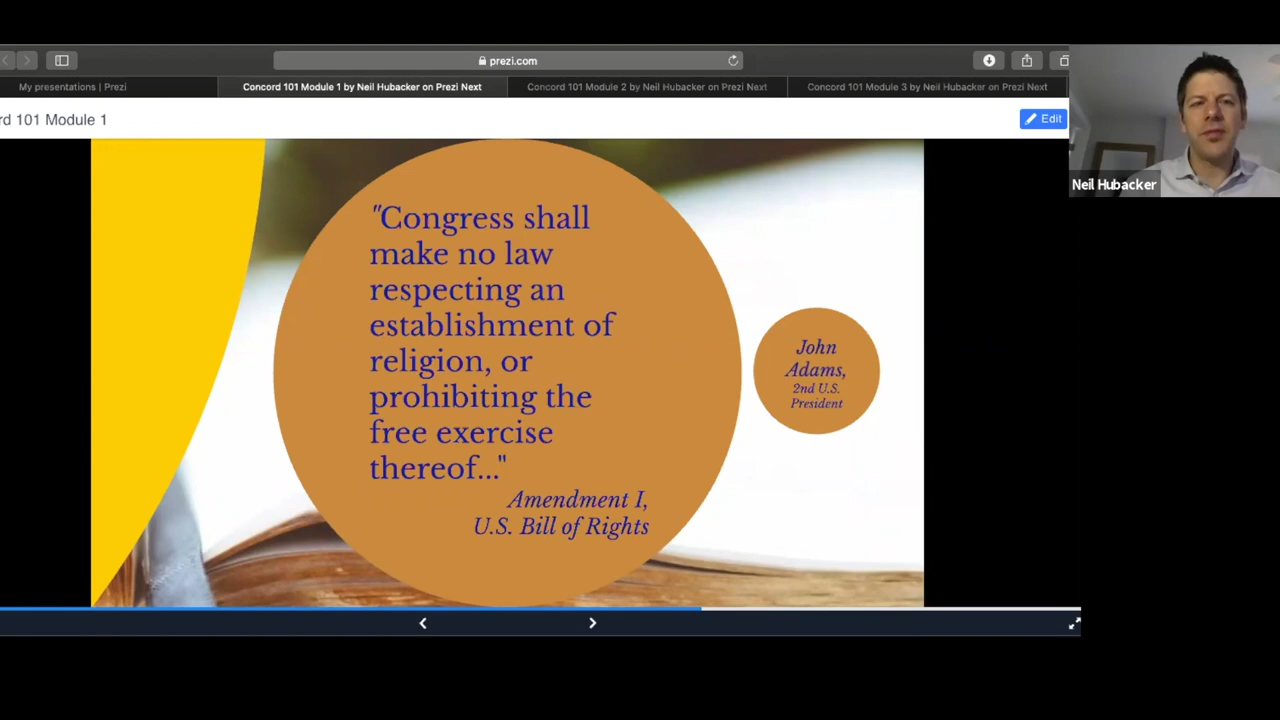 prezi.com
My presentations | Prezi
Concord 101 Module 1 by Neil Hubacker on Prezi Next
Concord 101 Module 2 by Neil Hubacker on Prezi Next
Concord 101 Module 3 by Neil Hubacker on Prezi Next
rd 101 Module 1
Edit
Neil Hubacker
"Congress shall
make no law
respecting an
establishment of
religion, or
prohibiting the
free exercise
thereof..."
Amendment I,
U.S. Bill of Rights
John
Adams,
2nd U.S.
President